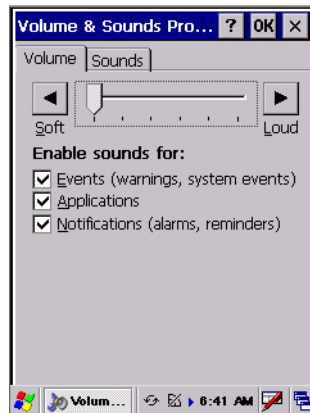 Volume & Sounds Pro... ? OK ×
Volume Sounds
Soft Loud
Enable sounds for:
Events (warnings, system events)
Applications
Notifications (alarms, reminders)
Volum... 6:41 AM